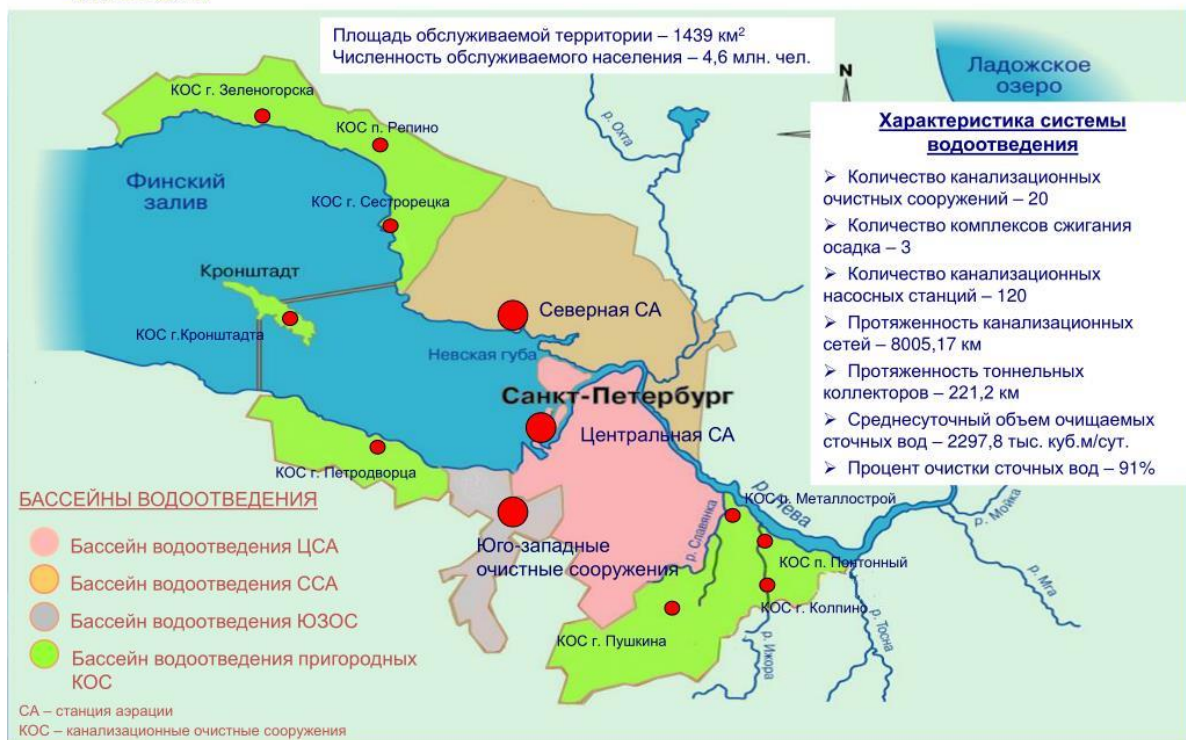 Площадь обслуживаемой территории – 1439 км²
Численность обслуживаемого населения – 4,6 млн. чел.
N
Ладожское
озеро
КОС г. Зеленогорска
КОС п. Репино
р. Охта
Финский
залив
КОС г. Сестрорецка
Кронштадт
КОС г.Кронштадта
Северная СА
Невская губа
Санкт-Петербург
Центральная СА
КОС г. Петродворца
Юго-западные
очистные сооружения
р. Нева
КОС п. Металлострой
р. Славянка
КОС п. Понтонный
КОС г. Колпино
КОС г. Пушкина
р. Ижора
р. Тосна
р. Мга
р. Мойка
Характеристика системы
водоотведения
➢ Количество канализационных
очистных сооружений – 20
➢ Количество комплексов сжигания
осадка – 3
➢ Количество канализационных
насосных станций – 120
➢ Протяженность канализационных
сетей – 8005,17 км
➢ Протяженность тоннельных
коллекторов – 221,2 км
➢ Среднесуточный объем очищаемых
сточных вод – 2297,8 тыс. куб.м/сут.
➢ Процент очистки сточных вод – 91%
БАССЕЙНЫ ВОДООТВЕДЕНИЯ
Бассейн водоотведения ЦСА
Бассейн водоотведения ССА
Бассейн водоотведения ЮЗОС
Бассейн водоотведения пригородных
КОС
СА – станция аэрации
КОС – канализационные очистные сооружения